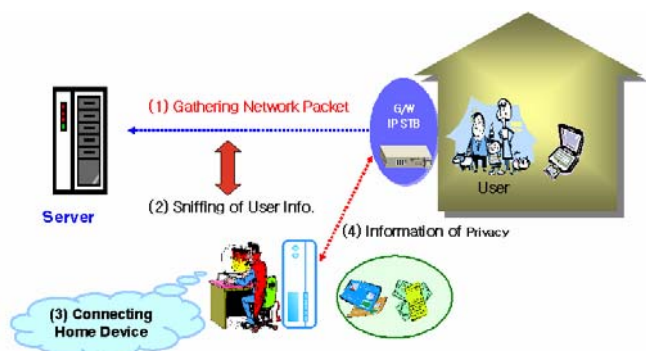 (1) Gathering Network Packet
G/W
IP STB
User
Server
(2) Sniffing of User Info.
(4) Information of Privacy
(3) Connecting
Home Device